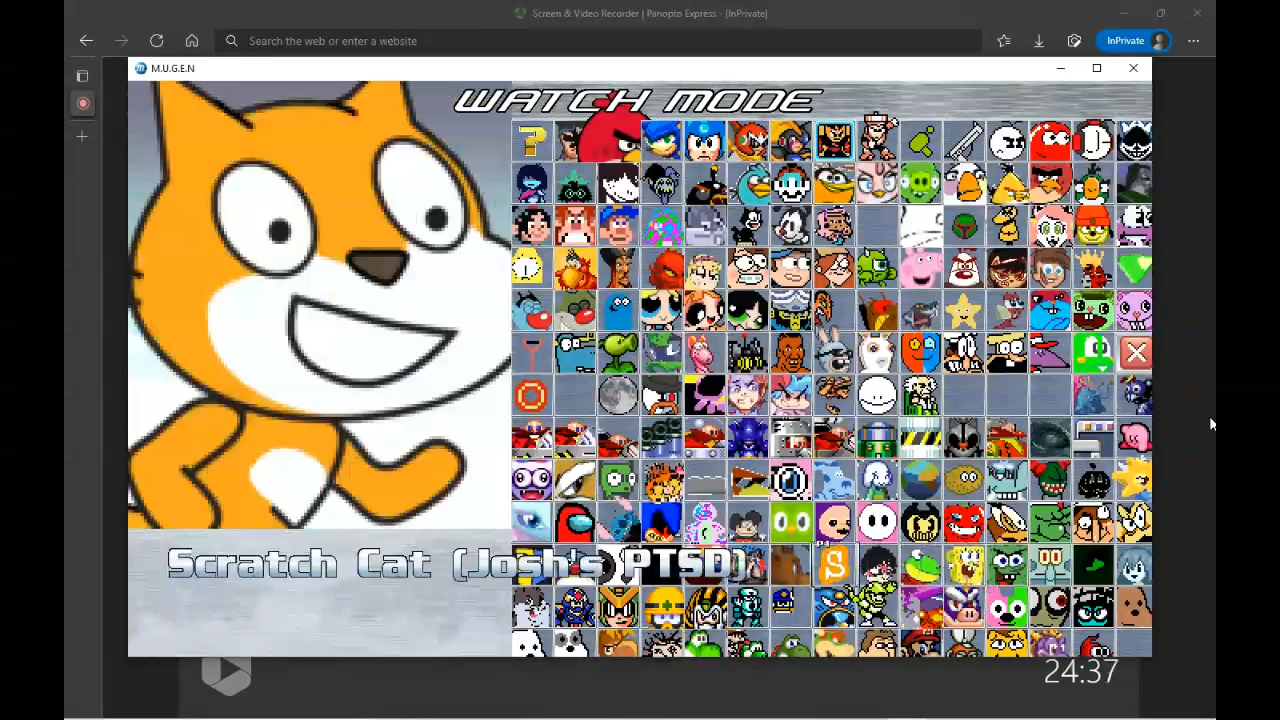 Screen & Video Recorder | Panopto Express - [InPrivate]
Search the web or enter a website
InPrivate
M.U.G.E.N
WATCH MODE
Scratch Cat (Josh's PTSD)
P1
24:37